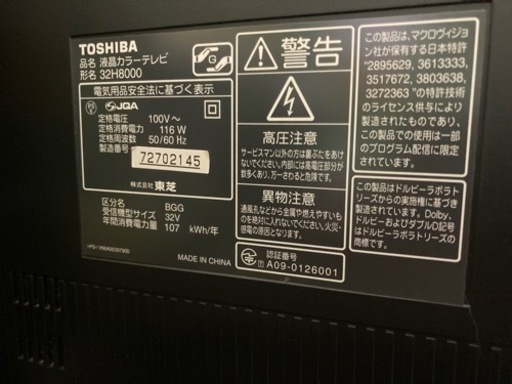 TOSHIBA
品名 液晶カラーテレビ
形名 32H8000
G
電気用品安全法に基づく表示
PS
E
JQA
定格電圧: 100V～
定格消費電力: 116 W
定格周波数: 50/60 Hz
製造番号:
72702145
株式会社 東芝
区分名: BGG
受信機型サイズ 32V
年間消費電力量: 107 kWh/年
MADE IN CHINA
警告
高圧注意
サービスマン以外の方は裏ぶたをあけ
ないでください。内部には高電圧部分が
数多くあり、万一さわると危険です。
異物注意
通風孔などから金属や燃えやすいも
のを入れないでください。火災・
感電の原因となります。
認証番号
A09-0126001
この製品は、マクロヴィジョ
ン社が保有する日本特許
"2895629, 3613333,
3517672, 3803638,
3272363 "の特許技術
のライセンス供与により
製造されたものであり、こ
の製品での使用は一部
のプログラム配信に限定
されています。
この製品はドルビーラボラト
リーズからの実施権に基づ
き製造されています。Dolby、
ドルビーおよびダブルD記号
はドルビーラボラトリーズの商
標です。